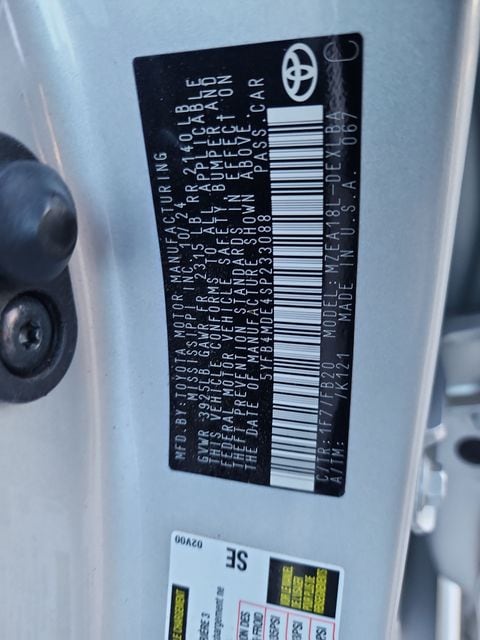 MFD.BY:TOYOTA MOTOR MANUFACTURING
MISSISSIPPI INC. 10/24
GVWR 3925LB GAWR FR 2315 LB RR 2140 LB
THIS VEHICLE CONFORMS TO ALL APPLICABLE
FEDERAL MOTOR VEHICLE SAFETY, BUMPER AND
THEFT PREVENTION STANDARDS IN EFFECT ON
THE DATE OF MANUFACTURE SHOWN ABOVE.
5YFB4MDE4SP233088 PASS.CAR
C/TR:1F7/FB20 MODEL:MZEA18L-DEXLBA
A/TM: /K121 MADE IN U.S.A. 067
C
02A00
SE